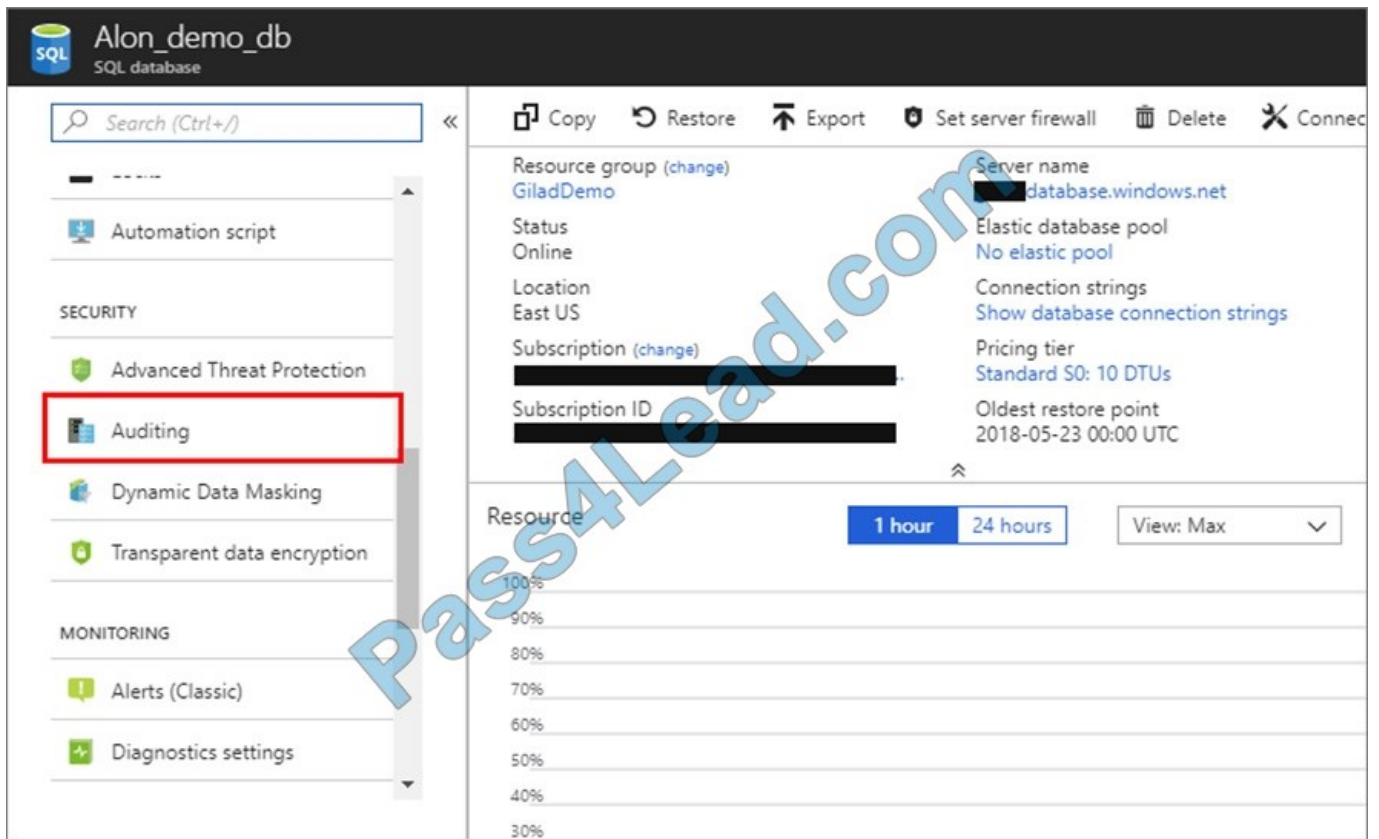 SQL
Alon_demo_db
SQL database
Search (Ctrl+/)
«
Automation script
SECURITY
Advanced Threat Protection
Auditing
Dynamic Data Masking
Transparent data encryption
MONITORING
Alerts (Classic)
Diagnostics settings
Copy Restore Export Set server firewall Delete Connec
Resource group (change)
GiladDemo
Status
Online
Location
East US
Subscription (change)
..
Subscription ID
Server name
database.windows.net
Elastic database pool
No elastic pool
Connection strings
Show database connection strings
Pricing tier
Standard S0: 10 DTUs
Oldest restore point
2018-05-23 00:00 UTC
Resource
1 hour 24 hours View: Max
100%
90%
80%
70%
60%
50%
40%
30%
Pass4Lead.com